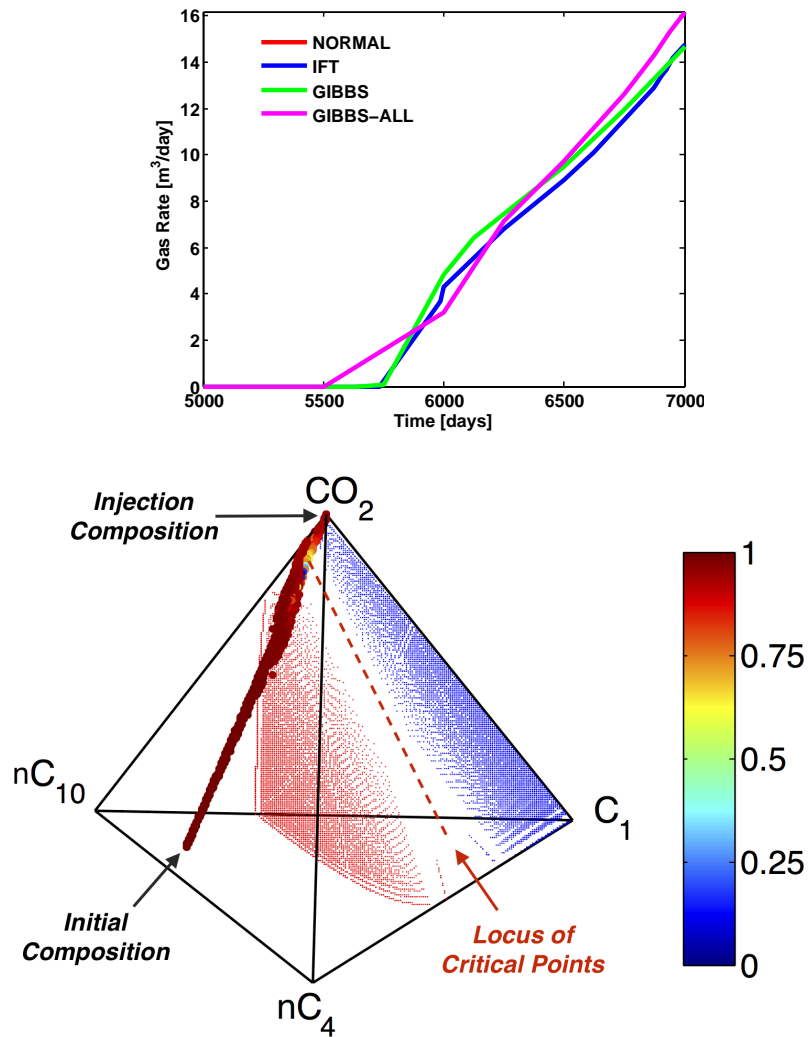 16
14
12
10
8
6
4
2
0
Gas Rate [m³/day]
NORMAL
IFT
GIBBS
GIBBS−ALL
5000
5500
6000
6500
7000
Time [days]
Injection
Composition
CO₂
nC₁₀
C₁
nC₄
Initial
Composition
Locus of
Critical Points
1
0.75
0.5
0.25
0